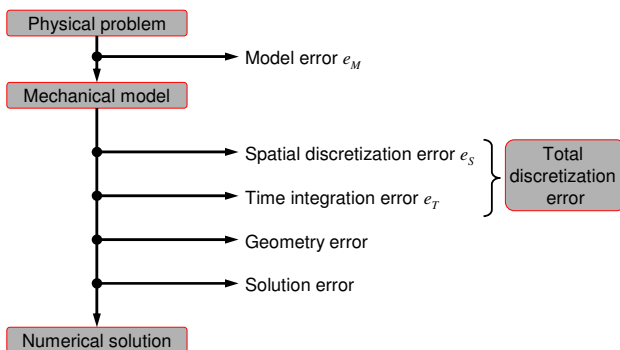 Physical problem
Model error e_M
Mechanical model
Spatial discretization error e_S
Time integration error e_T
Total
discretization
error
Geometry error
Solution error
Numerical solution